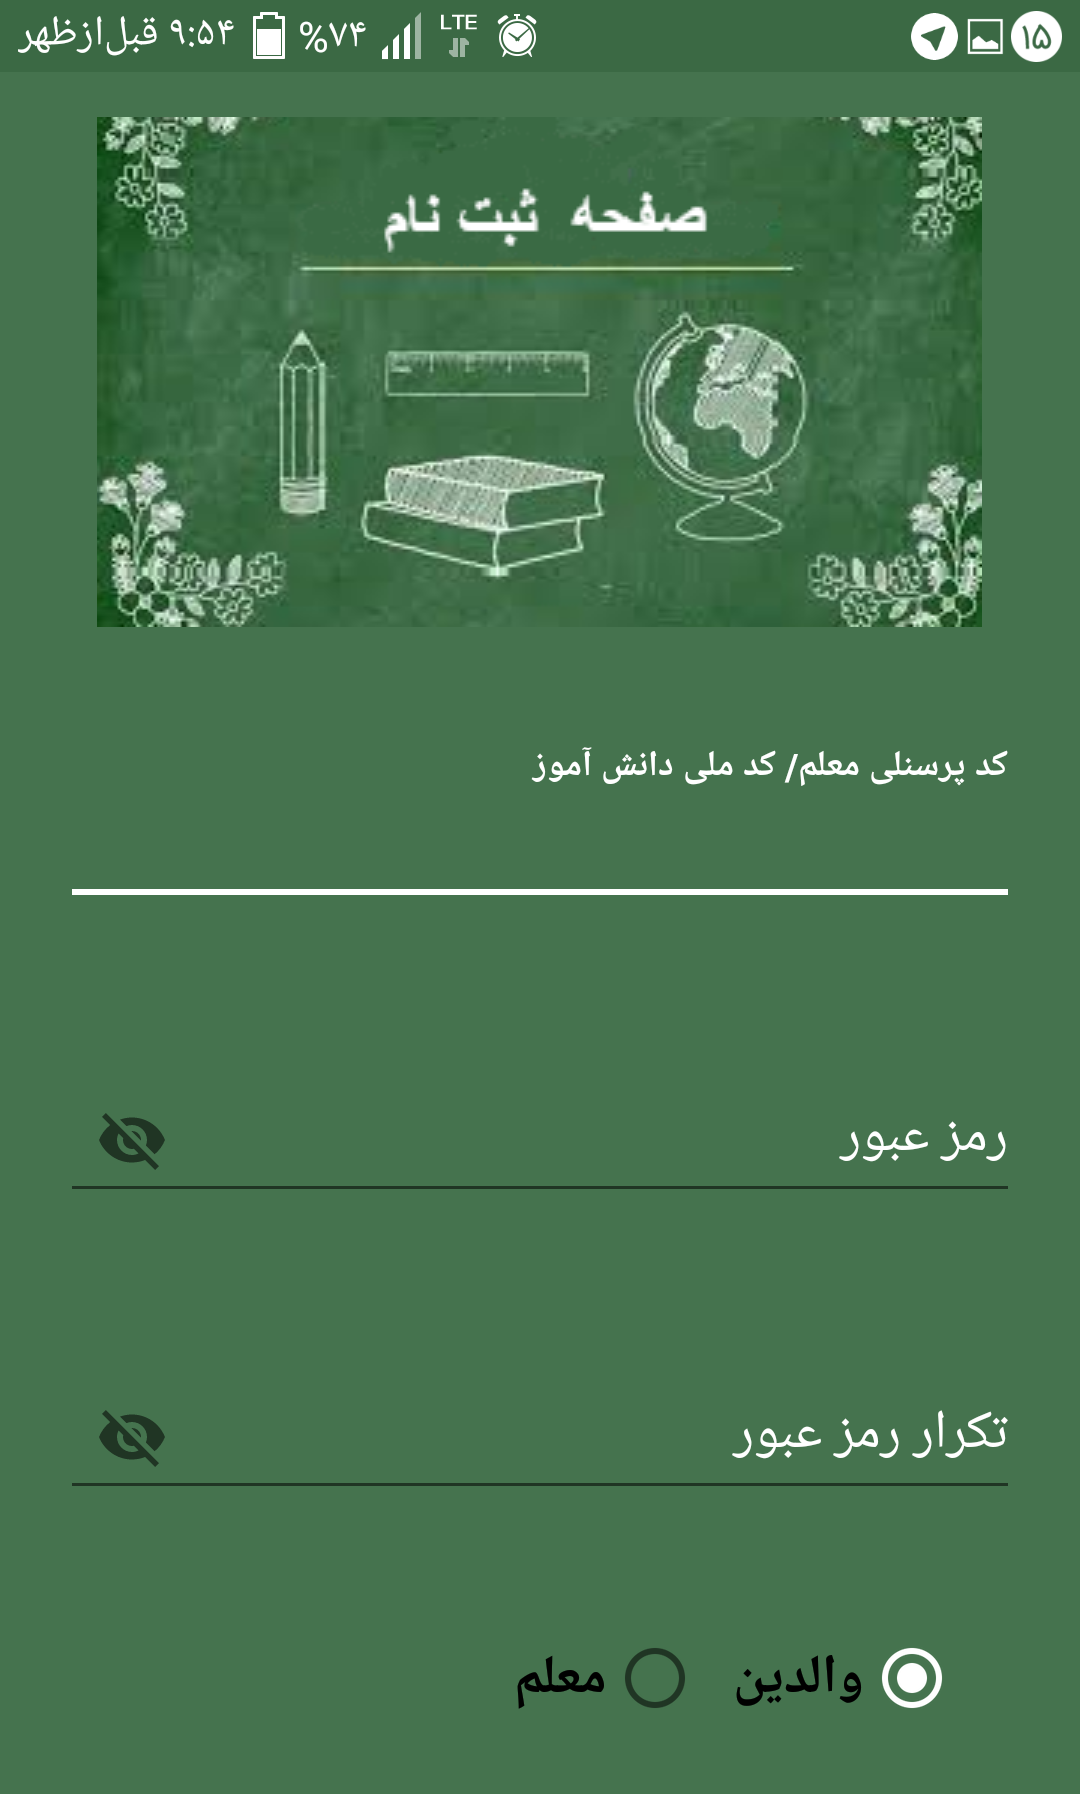 ۹:۵۴ قبل‌ازظهر
%۷۴
LTE
۱۵
صفحه ثبت نام
کد پرسنلی معلم/ کد ملی دانش آموز
رمز عبور
تکرار رمز عبور
والدین
معلم